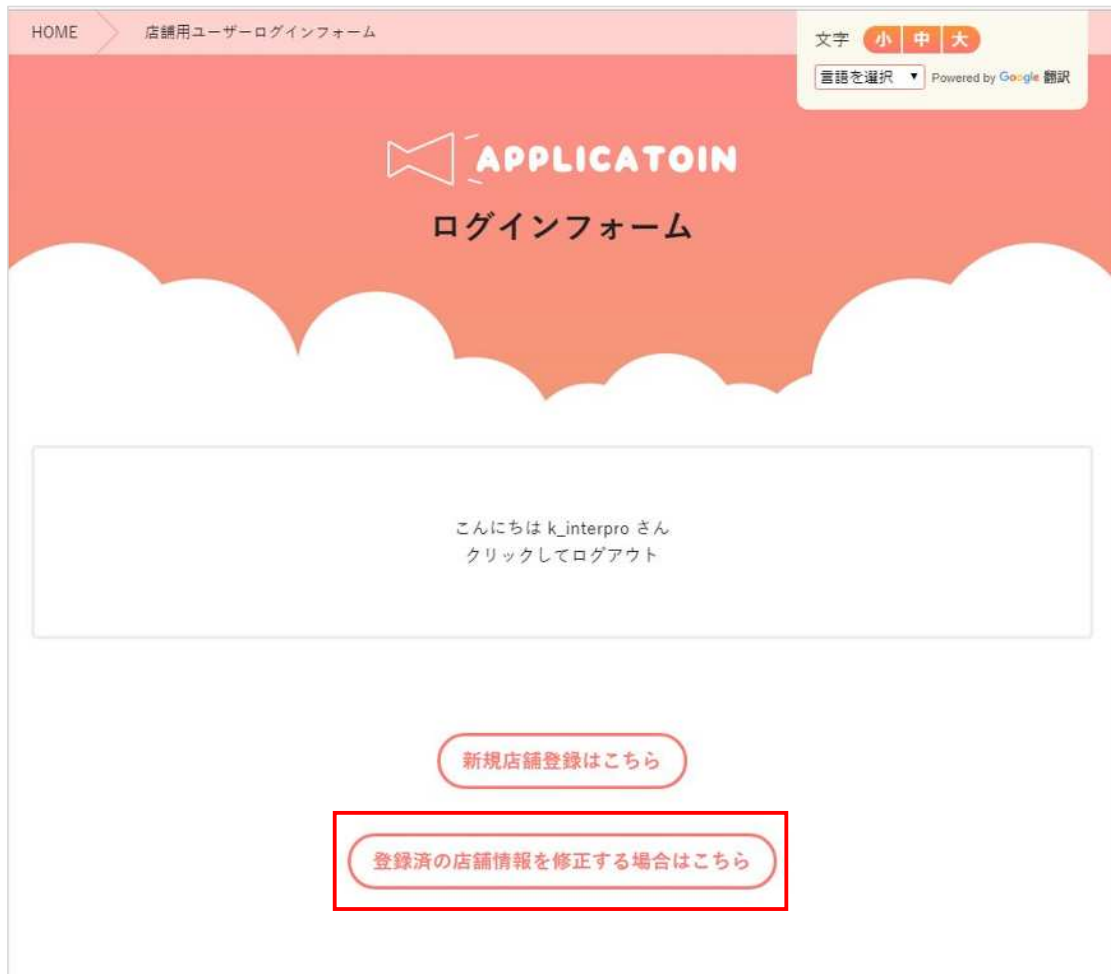 HOME
店舗用ユーザーログインフォーム
文字 小 中 大
言語を選択 ▼ Powered by Google 翻訳
APPLICATOIN
ログインフォーム
こんにちは k_interpro さん
クリックしてログアウト
新規店舗登録はこちら
登録済の店舗情報を修正する場合はこちら